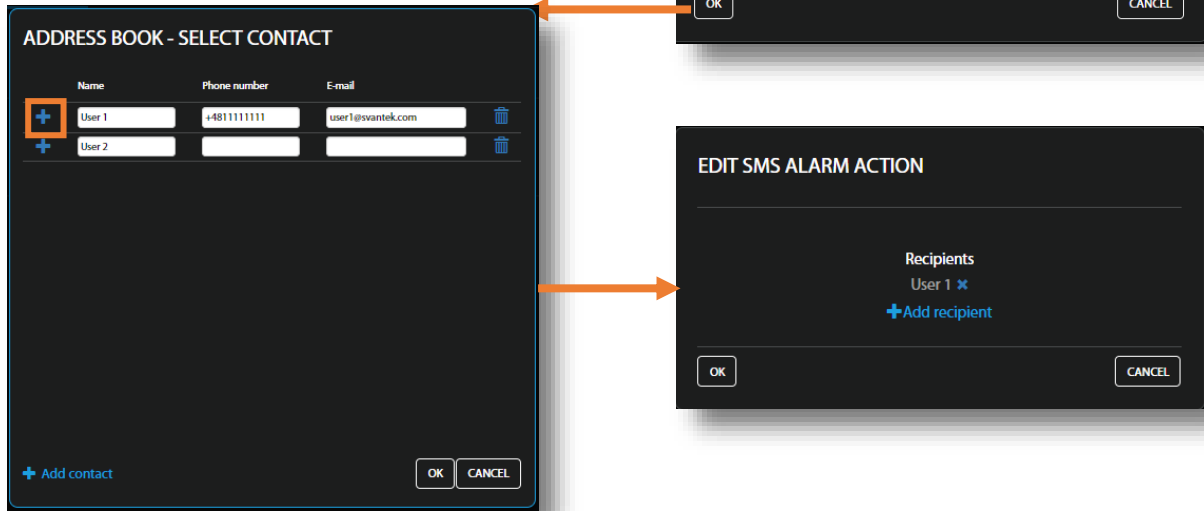 OK CANCEL
ADDRESS BOOK - SELECT CONTACT
Name Phone number E-mail
User 1 +4811111111 user1@svantek.com
User 2
Add contact OK CANCEL
EDIT SMS ALARM ACTION
Recipients
User 1
Add recipient
OK CANCEL